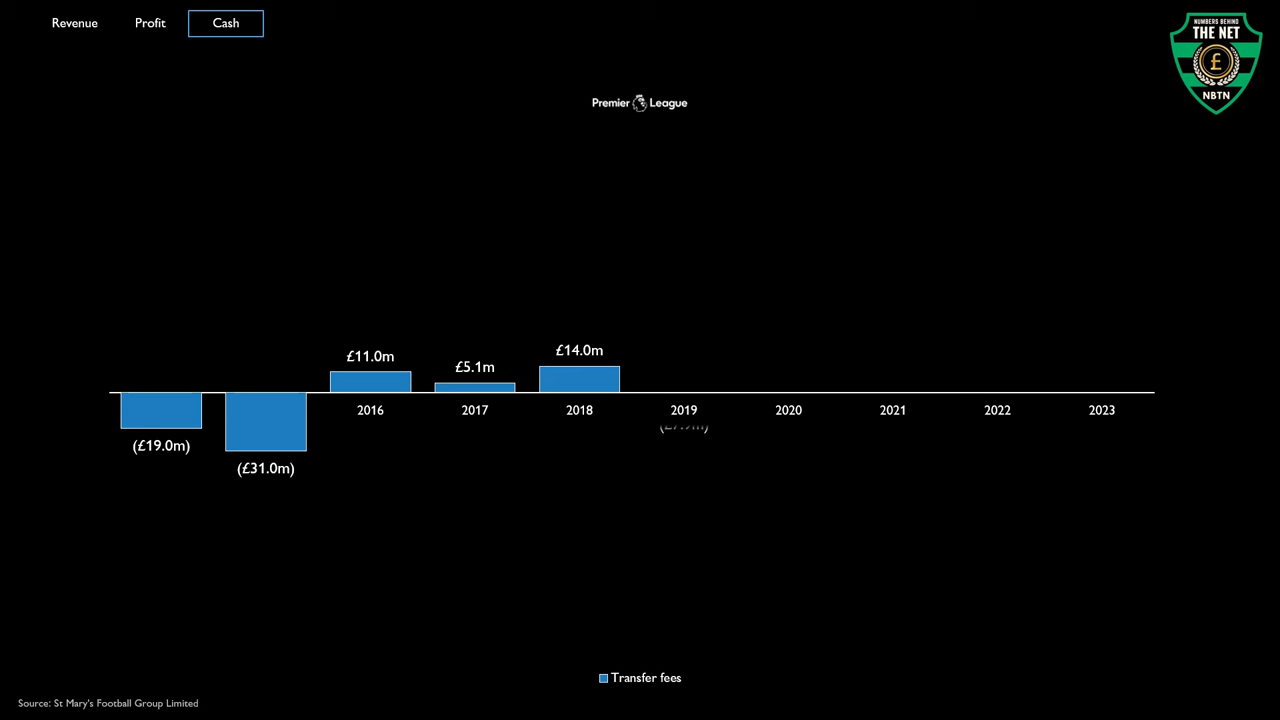 Revenue Profit Cash
NUMBERS BEHIND
THE NET
£
NBTN
Premier League
£11.0m £5.1m £14.0m
2016 2017 2018 2019 2020 2021 2022 2023
(£19.0m)
(£31.0m)
Transfer fees
Source: St Mary's Football Group Limited